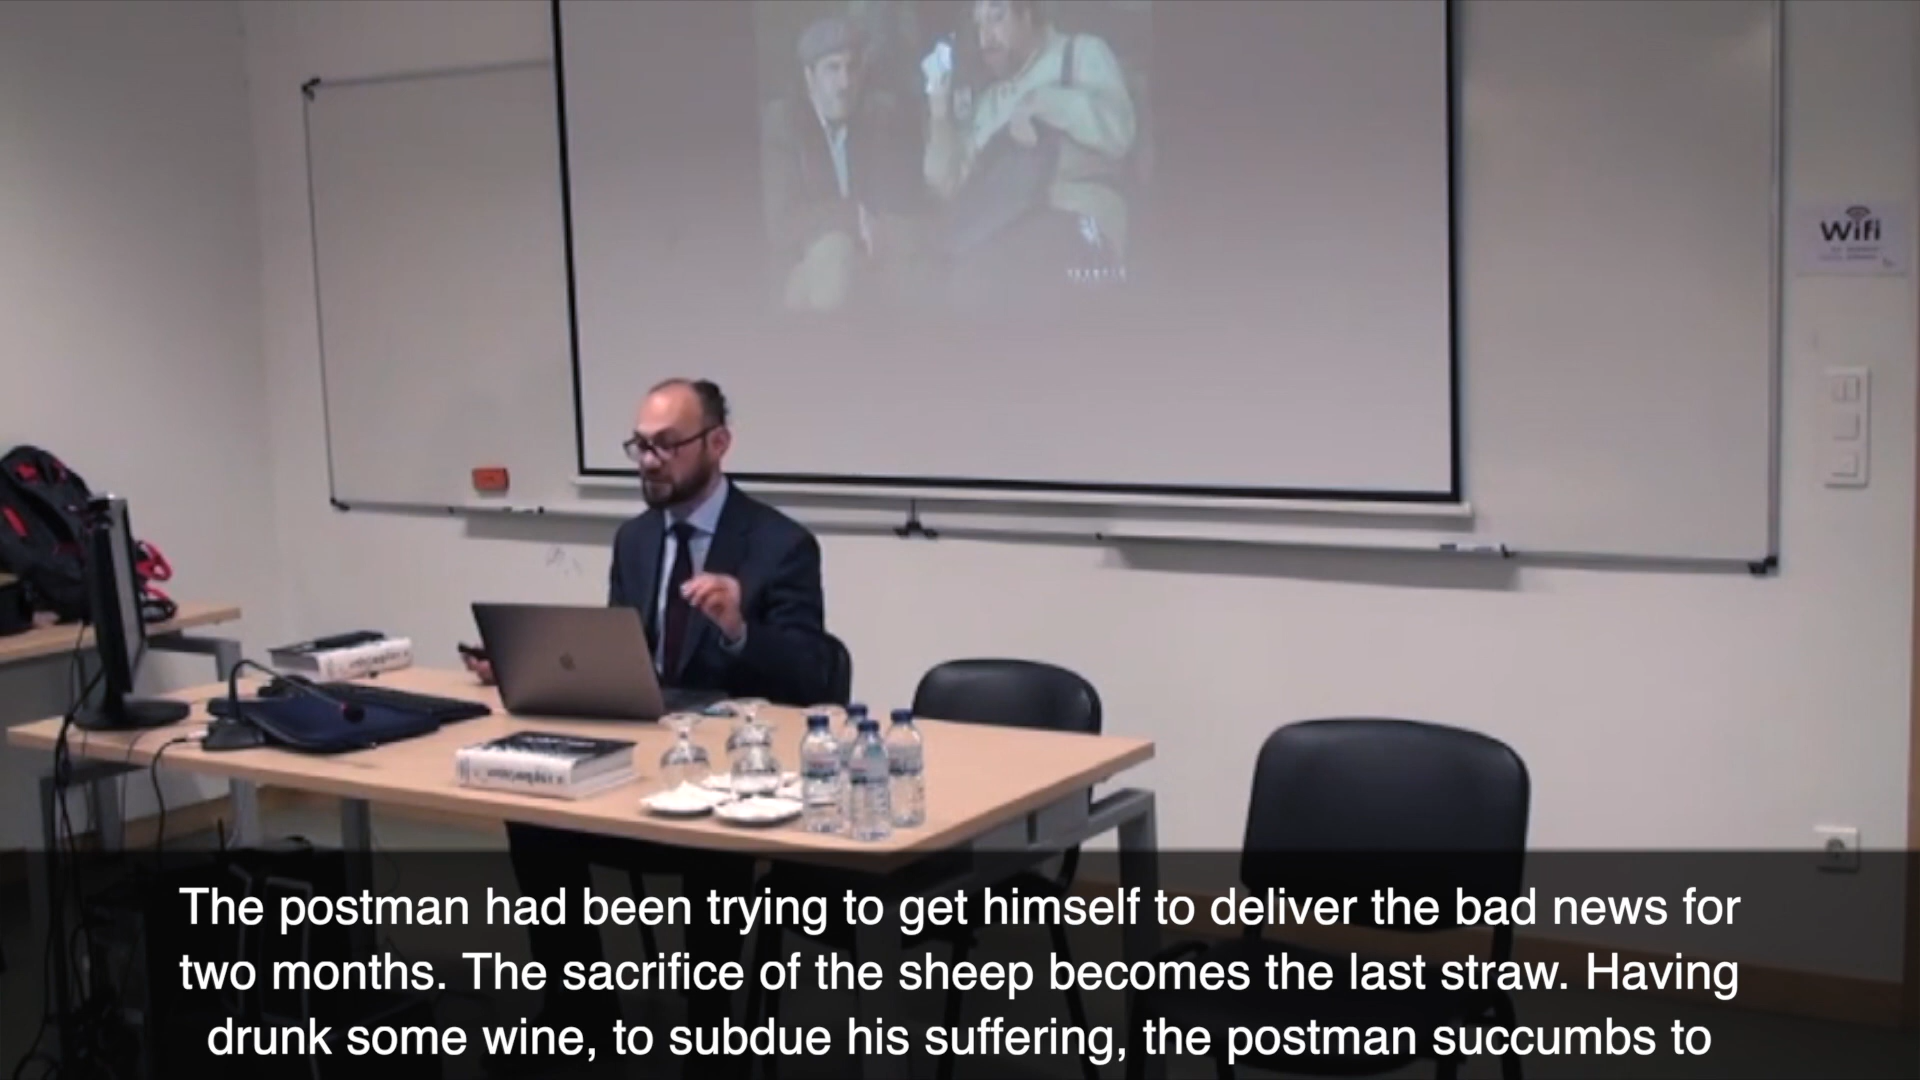 Wifi
The postman had been trying to get himself to deliver the bad news for
two months. The sacrifice of the sheep becomes the last straw. Having
drunk some wine, to subdue his suffering, the postman succumbs to